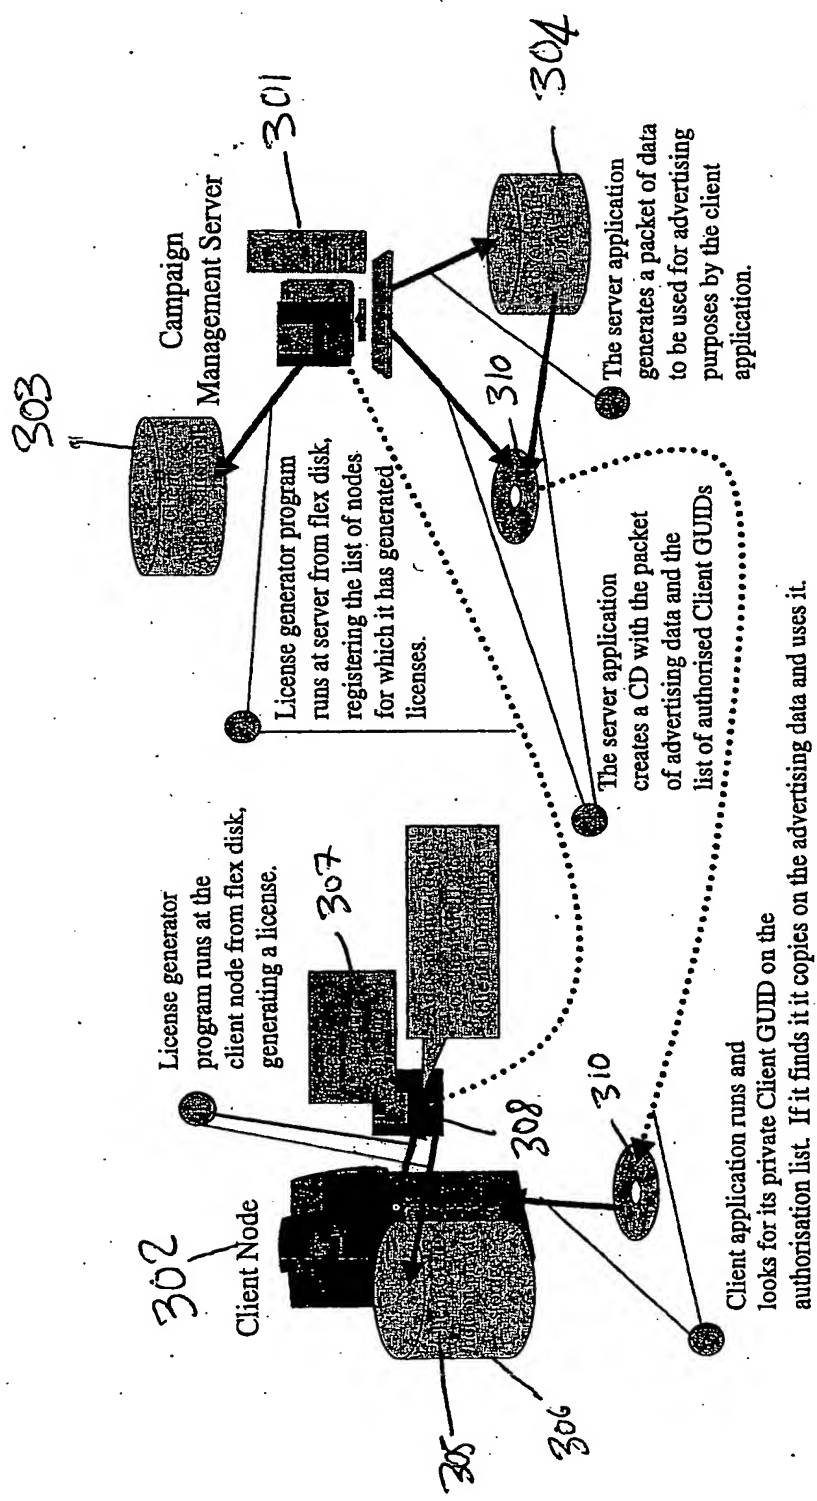 302
Client Node
License generator
program runs at the
client node from flex disk,
generating a license.
307
308
305
306
310
Client application runs and
looks for its private Client GUID on the
authorisation list. If it finds it it copies on the advertising data and uses it.
303
Campaign
Management Server
301
License generator program
runs at server from flex disk,
registering the list of nodes
for which it has generated
licenses.
310
304
The server application
creates a CD with the packet
of advertising data and the
list of authorised Client GUIDs
The server application
generates a packet of data
to be used for advertising
purposes by the client
application.